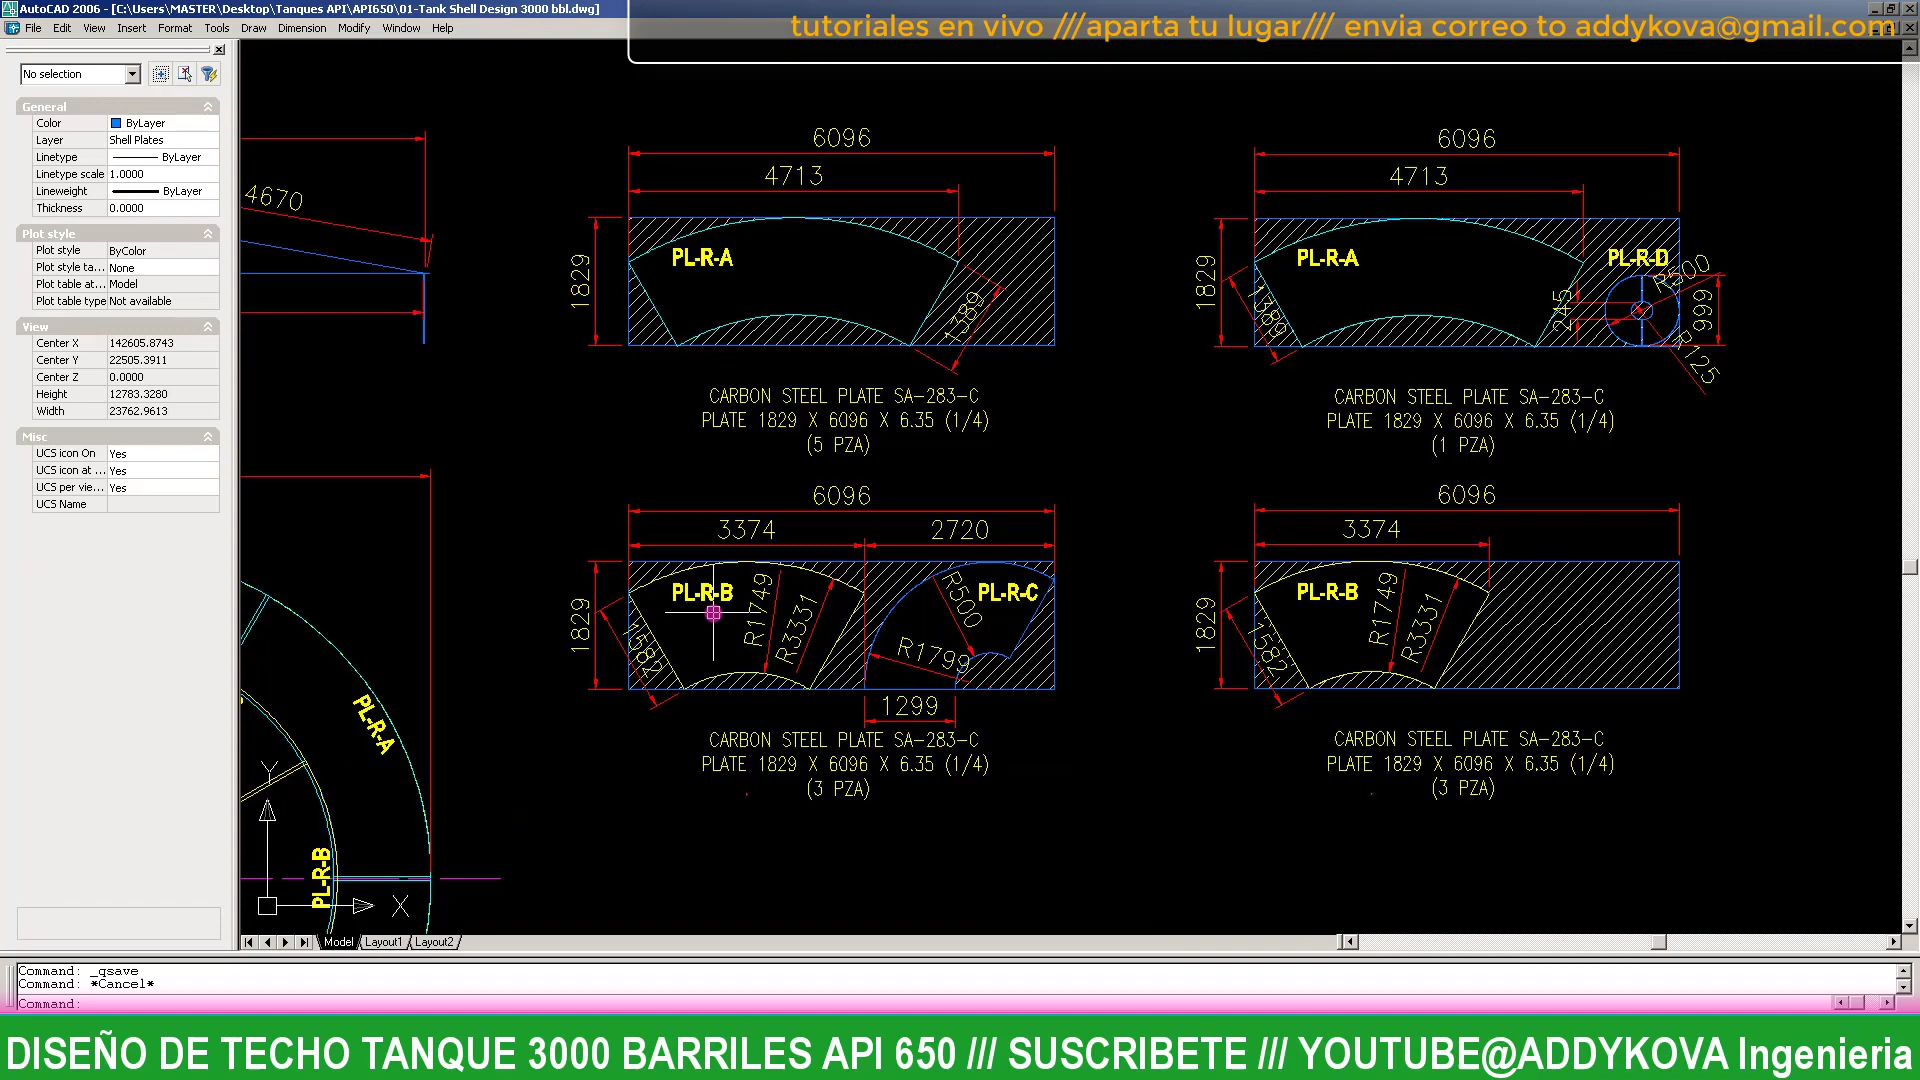 AutoCAD 2006 - [C:\Users\MASTER\Desktop\Tanques API\API650\01-Tank Shell Design 3000 bbl.dwg]
tutoriales en vivo ///aparta tu lugar/// envia correo to addykova@gmail.com
File Edit View Insert Format Tools Draw Dimension Modify Window Help
No selection
General
Color ByLayer
Layer Shell Plates
Linetype ByLayer
Linetype scale 1.0000
Lineweight ByLayer
Thickness 0.0000
Plot style
Plot style ByColor
Plot style ta... None
Plot table at... Model
Plot table type Not available
View
Center X 142605.8743
Center Y 22505.3911
Center Z 0.0000
Height 12783.3280
Width 23762.9613
Misc
UCS icon On Yes
UCS icon at ... Yes
UCS per vie... Yes
UCS Name
4670
PL-R-A
PL-R-B
Y
X
6096
4713
1829
PL-R-A
1389
CARBON STEEL PLATE SA-283-C
PLATE 1829 X 6096 X 6.35 (1/4)
(5 PZA)
6096
4713
1829
PL-R-A
1389
PL-R-D
R500
245
999
R125
CARBON STEEL PLATE SA-283-C
PLATE 1829 X 6096 X 6.35 (1/4)
(1 PZA)
6096
3374 2720
1829
PL-R-B
1582
R1749
R3331
R500
PL-R-C
R1799
1299
CARBON STEEL PLATE SA-283-C
PLATE 1829 X 6096 X 6.35 (1/4)
(3 PZA)
6096
3374
1829
PL-R-B
1582
R1749
R3331
CARBON STEEL PLATE SA-283-C
PLATE 1829 X 6096 X 6.35 (1/4)
(3 PZA)
Model Layout1 Layout2
Command: _qsave
Command: *Cancel*
Command:
DISEÑO DE TECHO TANQUE 3000 BARRILES API 650 /// SUSCRIBETE /// YOUTUBE@ADDYKOVA Ingenieria